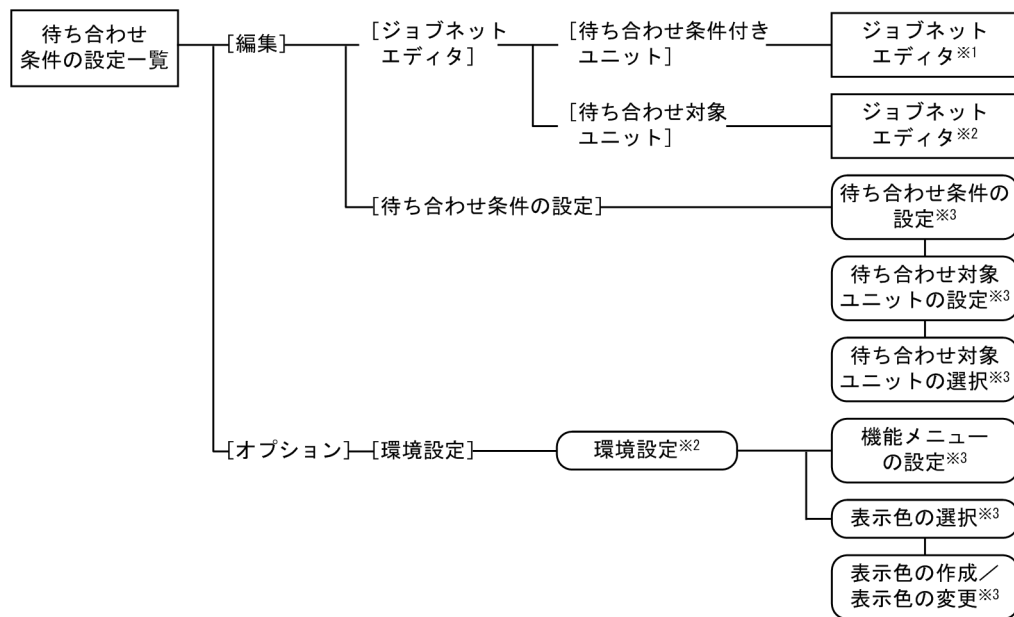 待ち合わせ
条件の設定一覧
[編集]
[ジョブネット
エディタ]
[待ち合わせ条件付き
ユニット]
ジョブネット
エディタ※1
[待ち合わせ対象
ユニット]
ジョブネット
エディタ※2
[待ち合わせ条件の設定]
待ち合わせ条件の
設定※3
待ち合わせ対象
ユニットの設定※3
待ち合わせ対象
ユニットの選択※3
[オプション]
[環境設定]
環境設定※2
機能メニュー
の設定※3
表示色の選択※3
表示色の作成／
表示色の変更※3